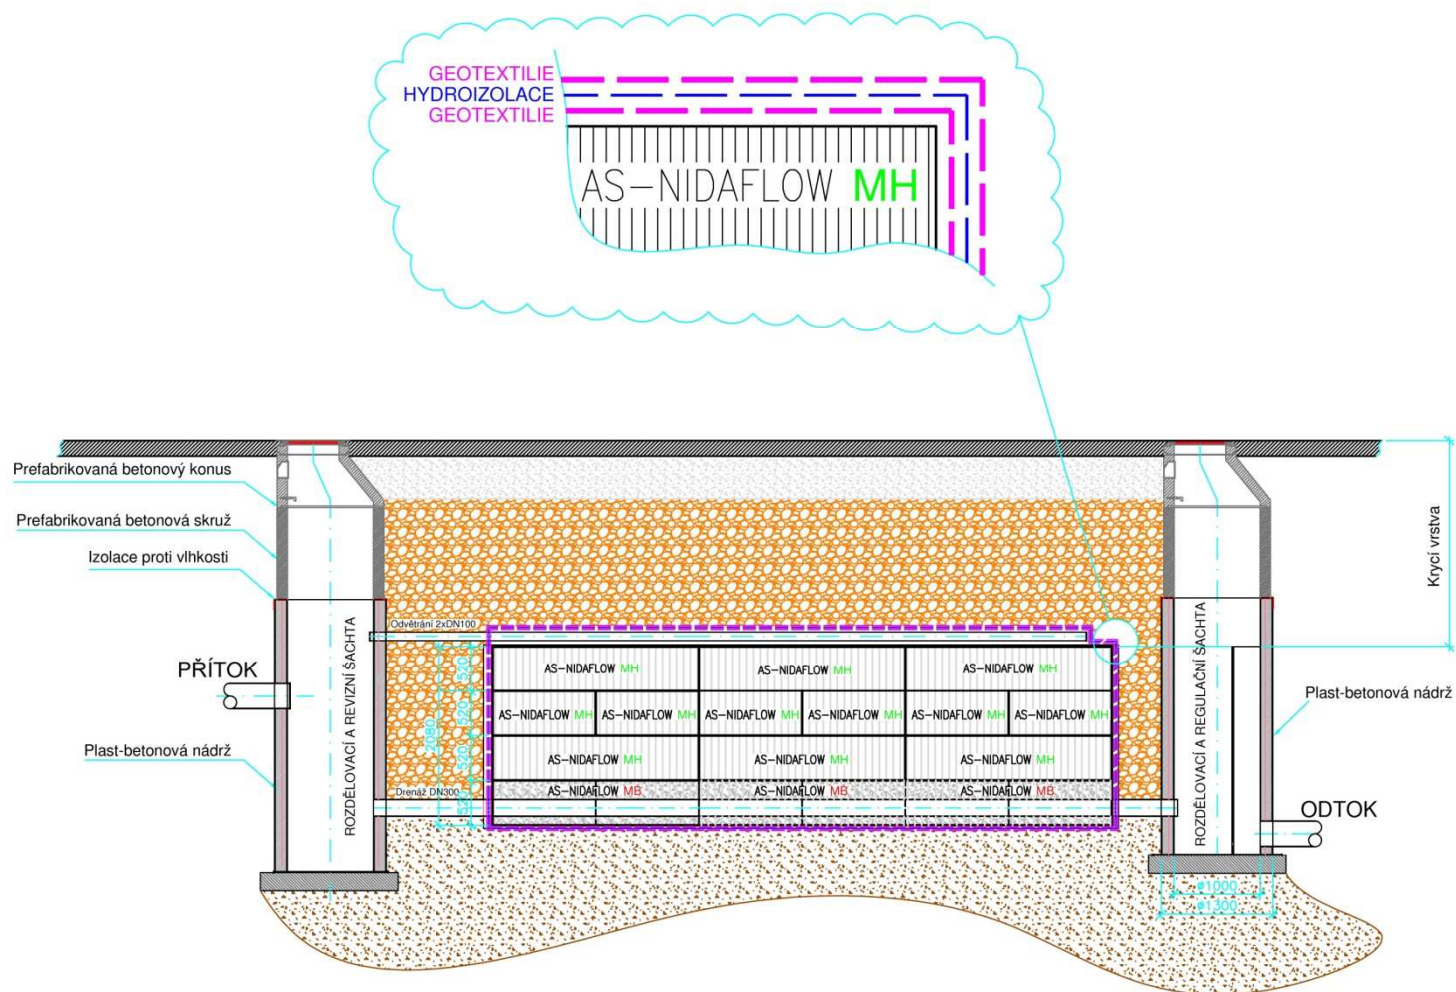 GEOTEXTILIE
HYDROIZOLACE
GEOTEXTILIE
AS-NIDAFLOW MH
Prefabrikovaná betonový konus
Prefabrikovaná betonová skruž
Izolace proti vlhkosti
PŘÍTOK
Plast-betonová nádrž
ROZDĚLOVACÍ A REVIZNÍ ŠACHTA
Odvětrání 2xDN100
Drenáž DN300
2080
520
520
520
520
AS-NIDAFLOW MH
AS-NIDAFLOW MH
AS-NIDAFLOW MH
AS-NIDAFLOW MH
AS-NIDAFLOW MH
AS-NIDAFLOW MH
AS-NIDAFLOW MH
AS-NIDAFLOW MH
AS-NIDAFLOW MH
AS-NIDAFLOW MH
AS-NIDAFLOW MH
AS-NIDAFLOW MH
AS-NIDAFLOW MB
AS-NIDAFLOW MB
AS-NIDAFLOW MB
ROZDĚLOVACÍ A REGULAČNÍ ŠACHTA
Krycí vrstva
Plast-betonová nádrž
ODTOK
ø1000
ø1300